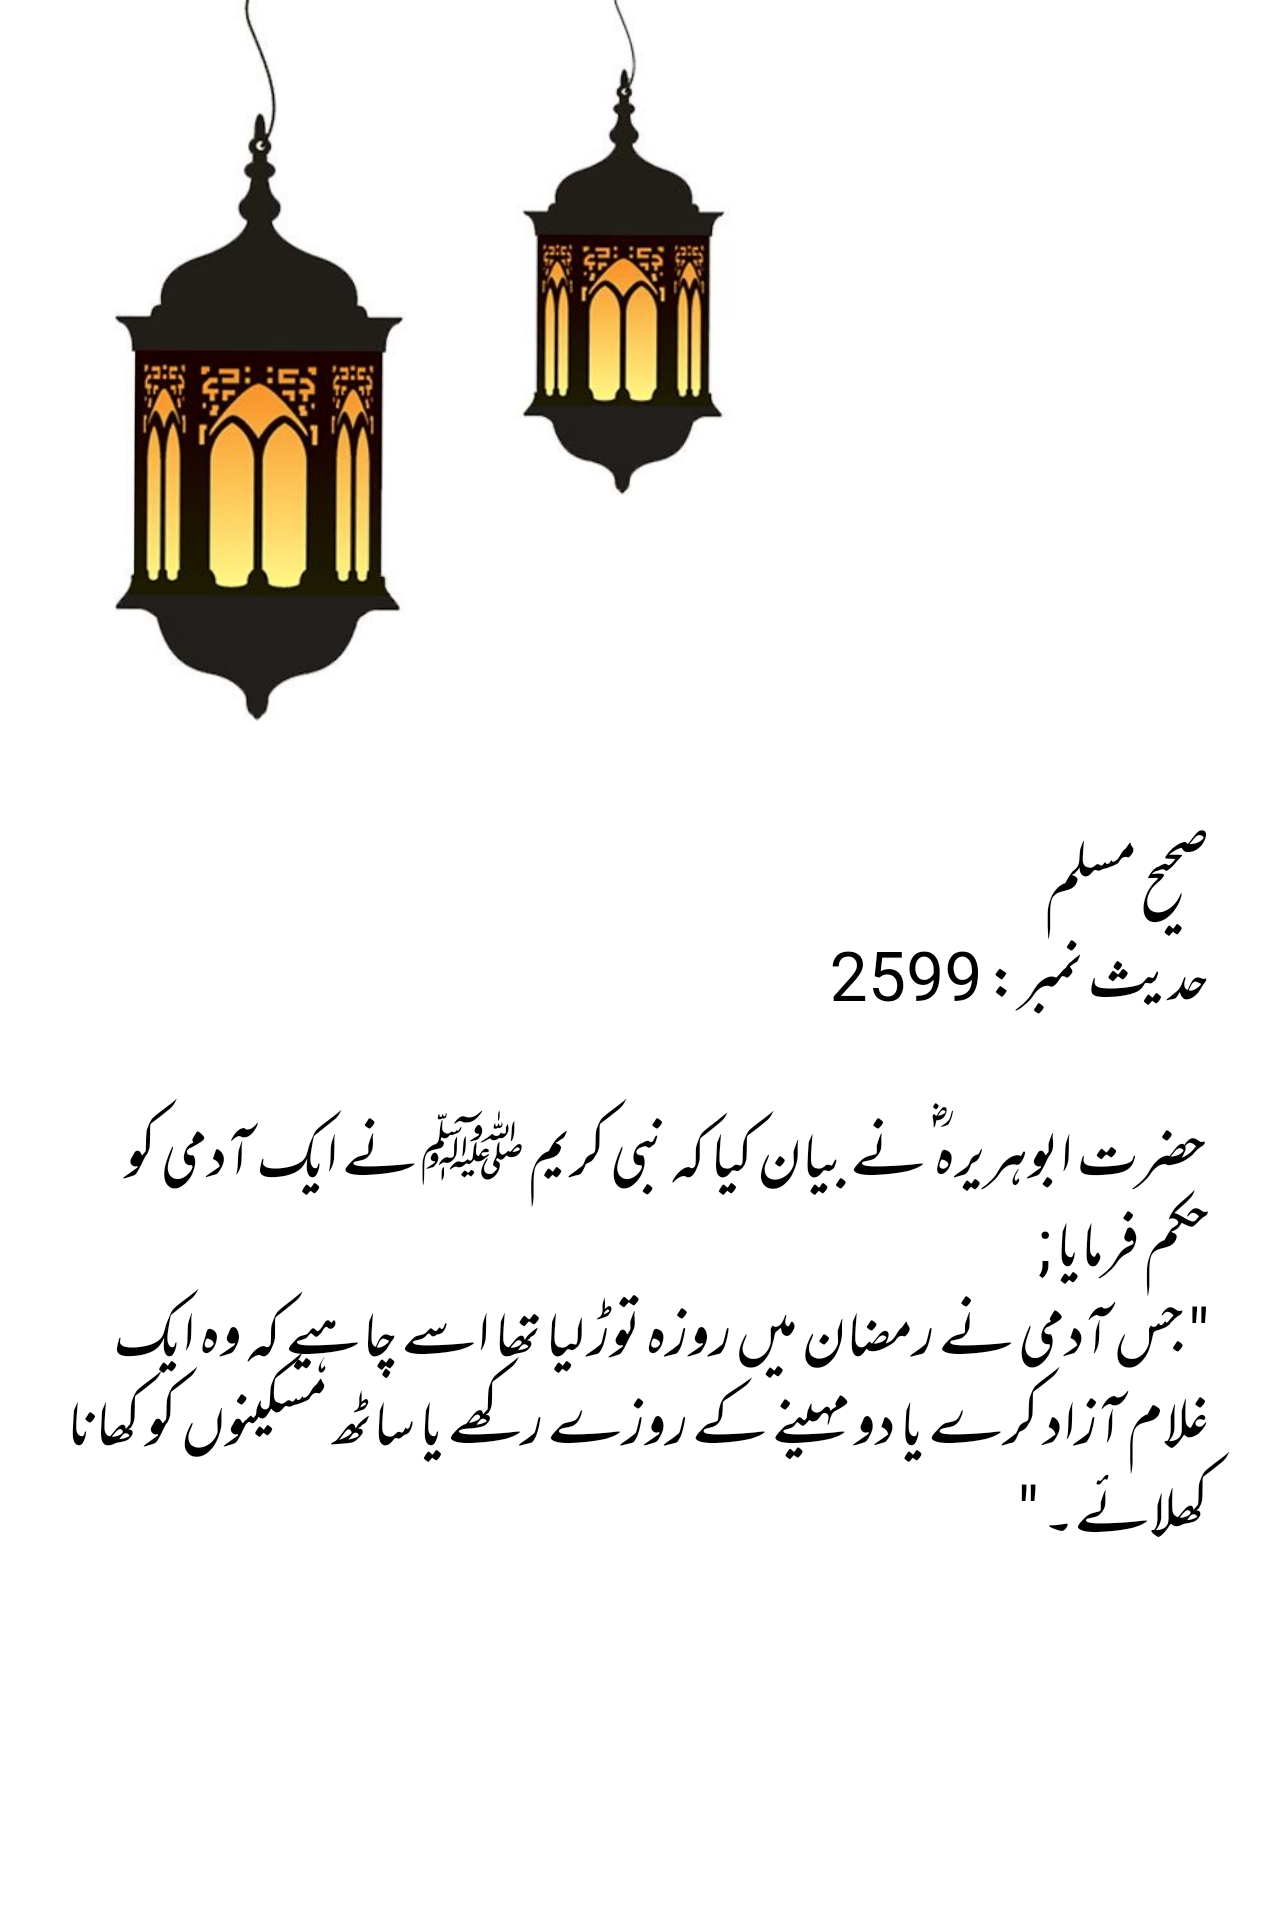 صحیح مسلم
حدیث نمبر : 2599
حضرت ابوہریرہؓ نے بیان کیا کہ نبی کریم ﷺ نے ایک آدمی کو
حکم فرمایا ;
"جس آدمی نے رمضان میں روزہ توڑ لیا تھا اسے چاہیے کہ وہ ایک
غلام آزاد کرے یا دو مہینے کے روزے رکھے یا ساٹھ مسکینوں کو کھانا
کھلائے ۔ "